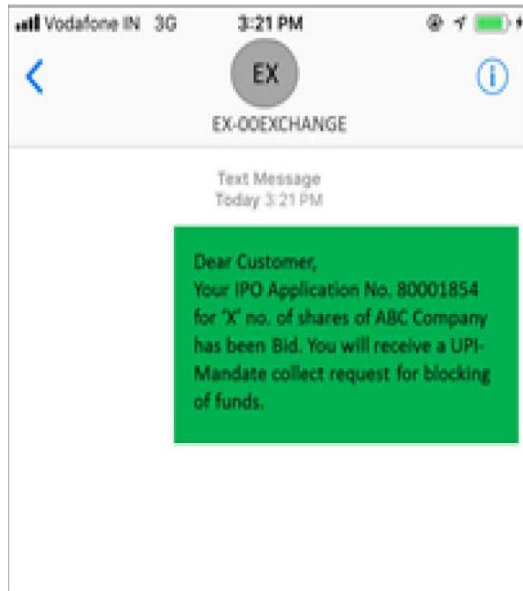 Vodafone IN 3G 3:21 PM
EX
EX-00EXCHANGE
Text Message
Today 3:21 PM
Dear Customer,
Your IPO Application No. 80001854
for 'X' no. of shares of ABC Company
has been Bid. You will receive a UPI-
Mandate collect request for blocking
of funds.